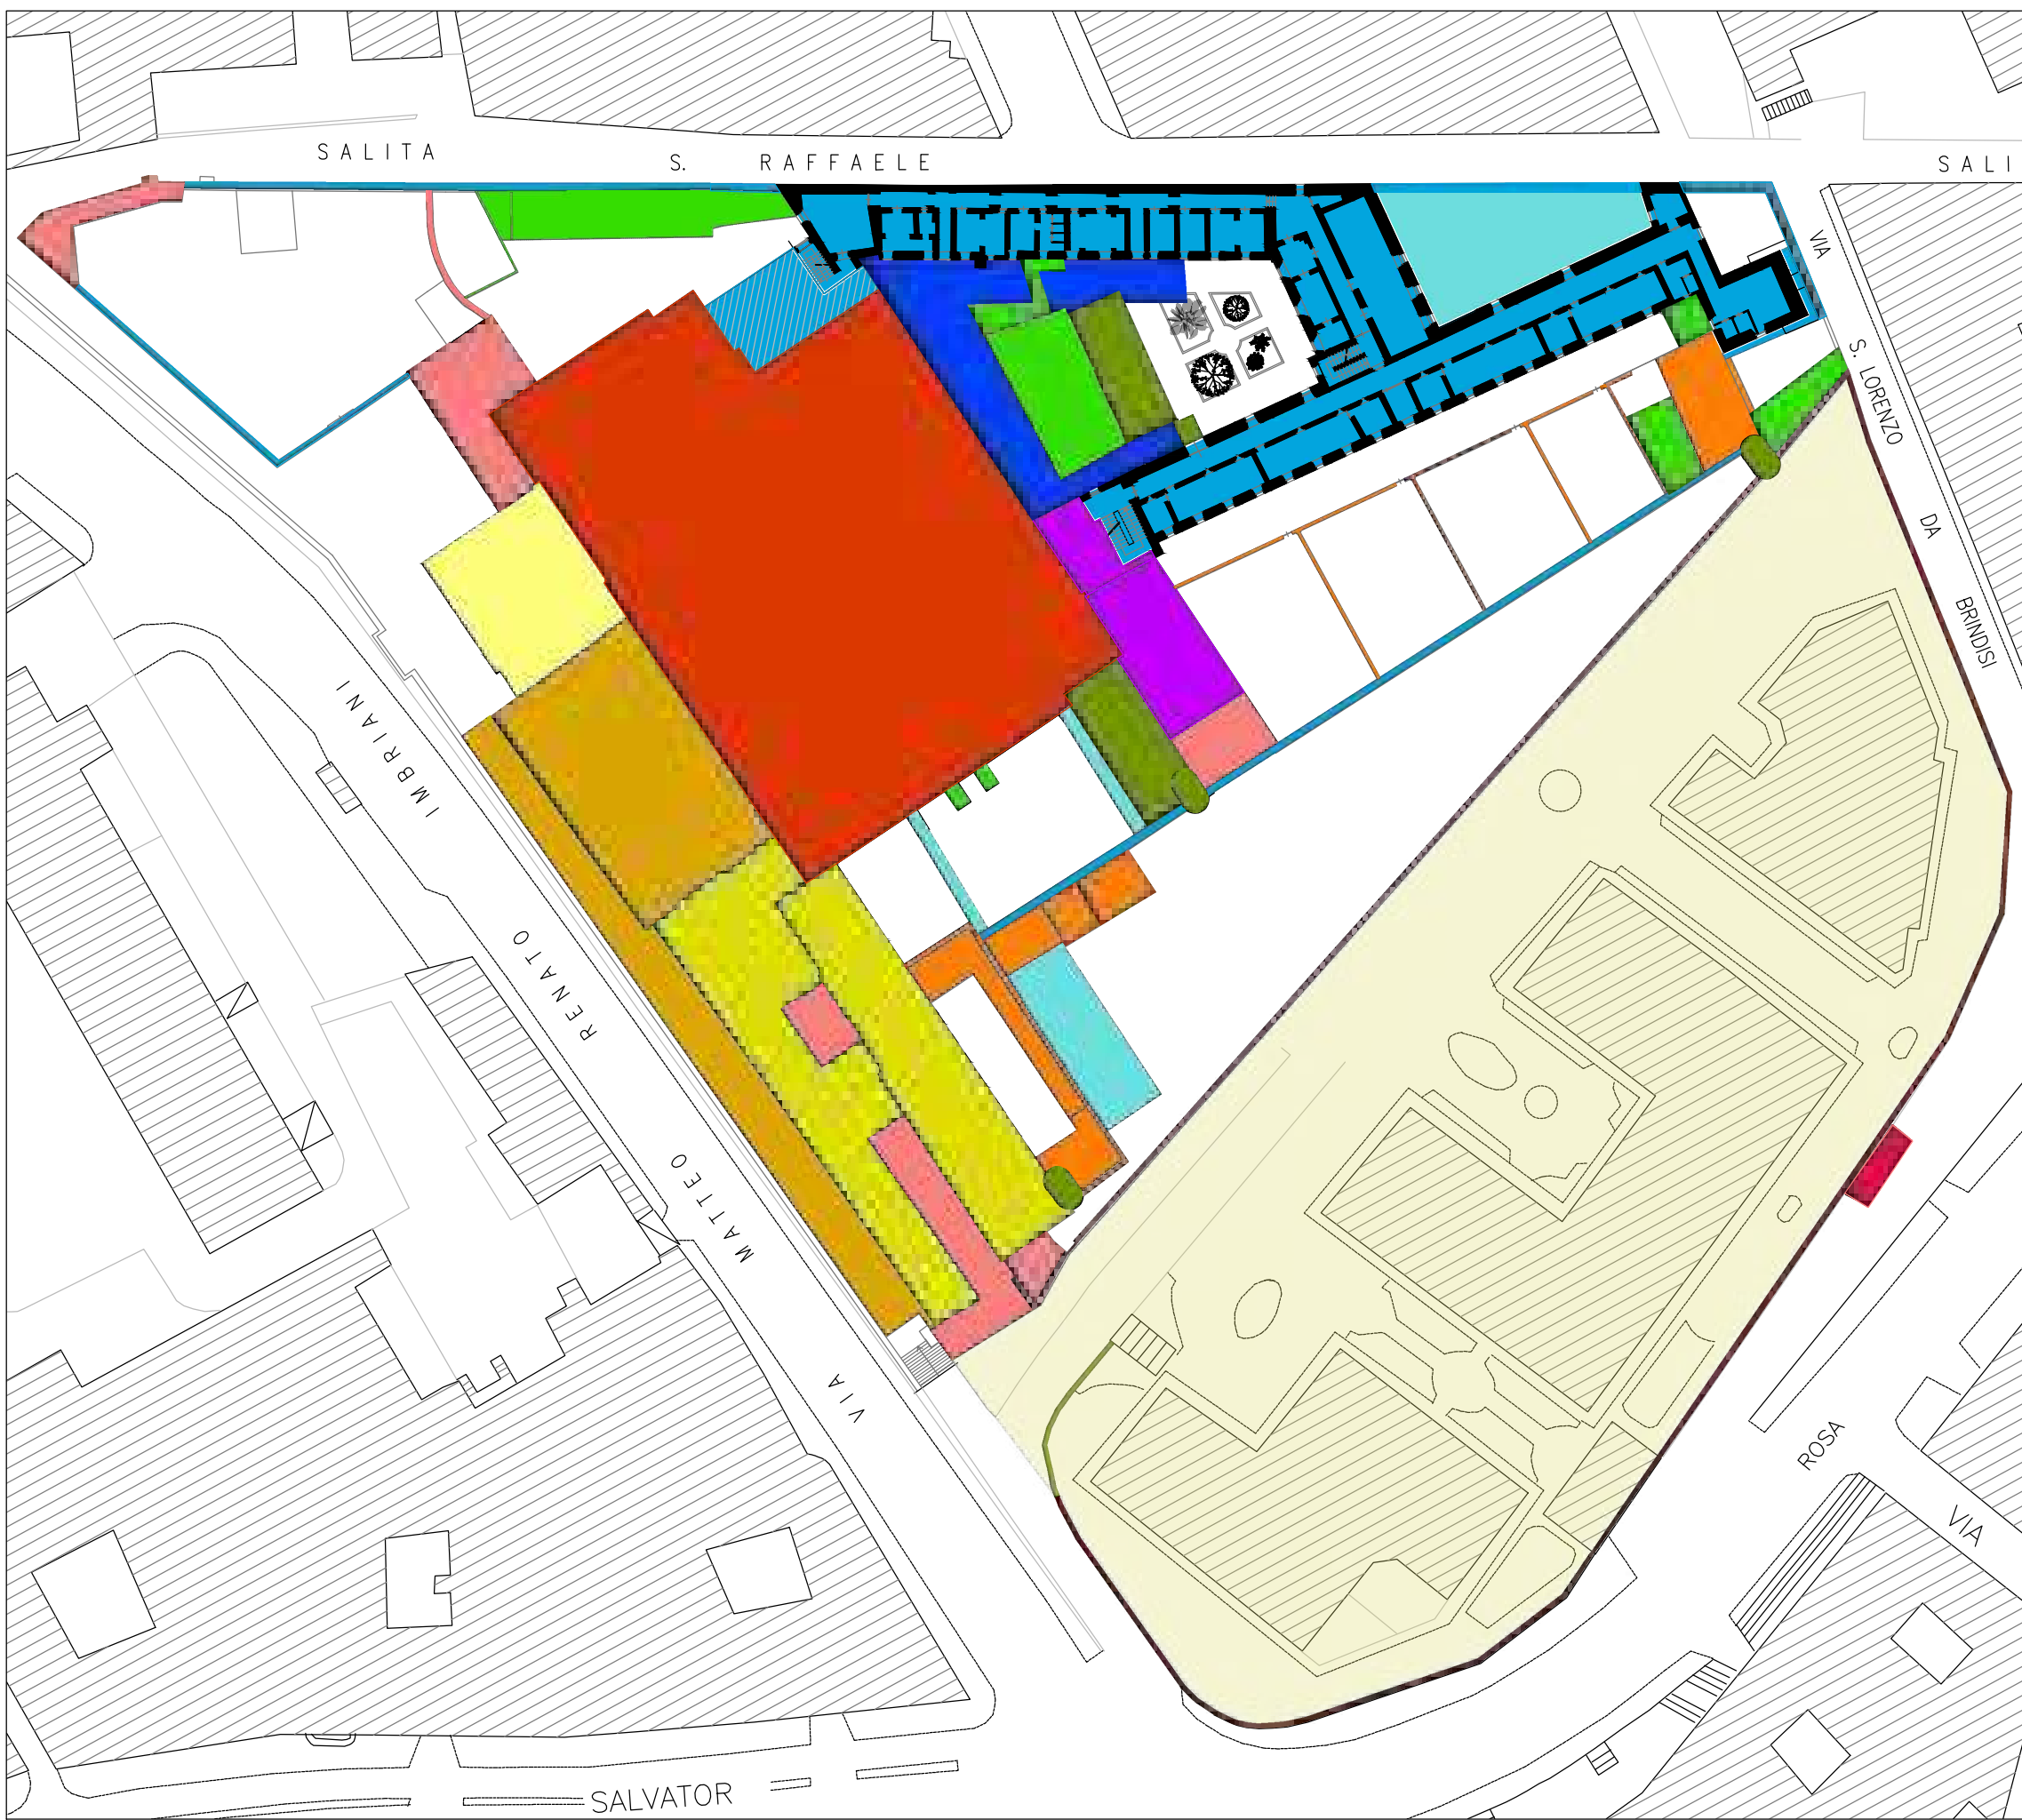 SALITA
S. RAFFAELE
SALI
VIA
S. LORENZO
DA
BRINDISI
IMBRIANI
RENATO
MATTEO
VIA
ROSA
VIA
SALVATOR